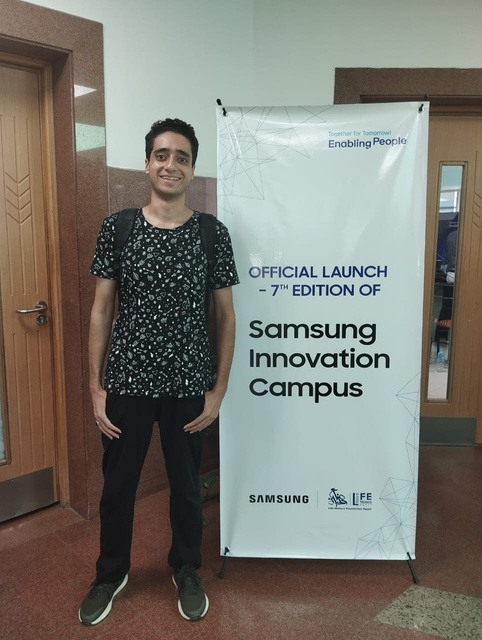 Together for Tomorrow!
Enabling People
OFFICIAL LAUNCH
– 7TH EDITION OF
Samsung
Innovation
Campus
SAMSUNG
LIFE